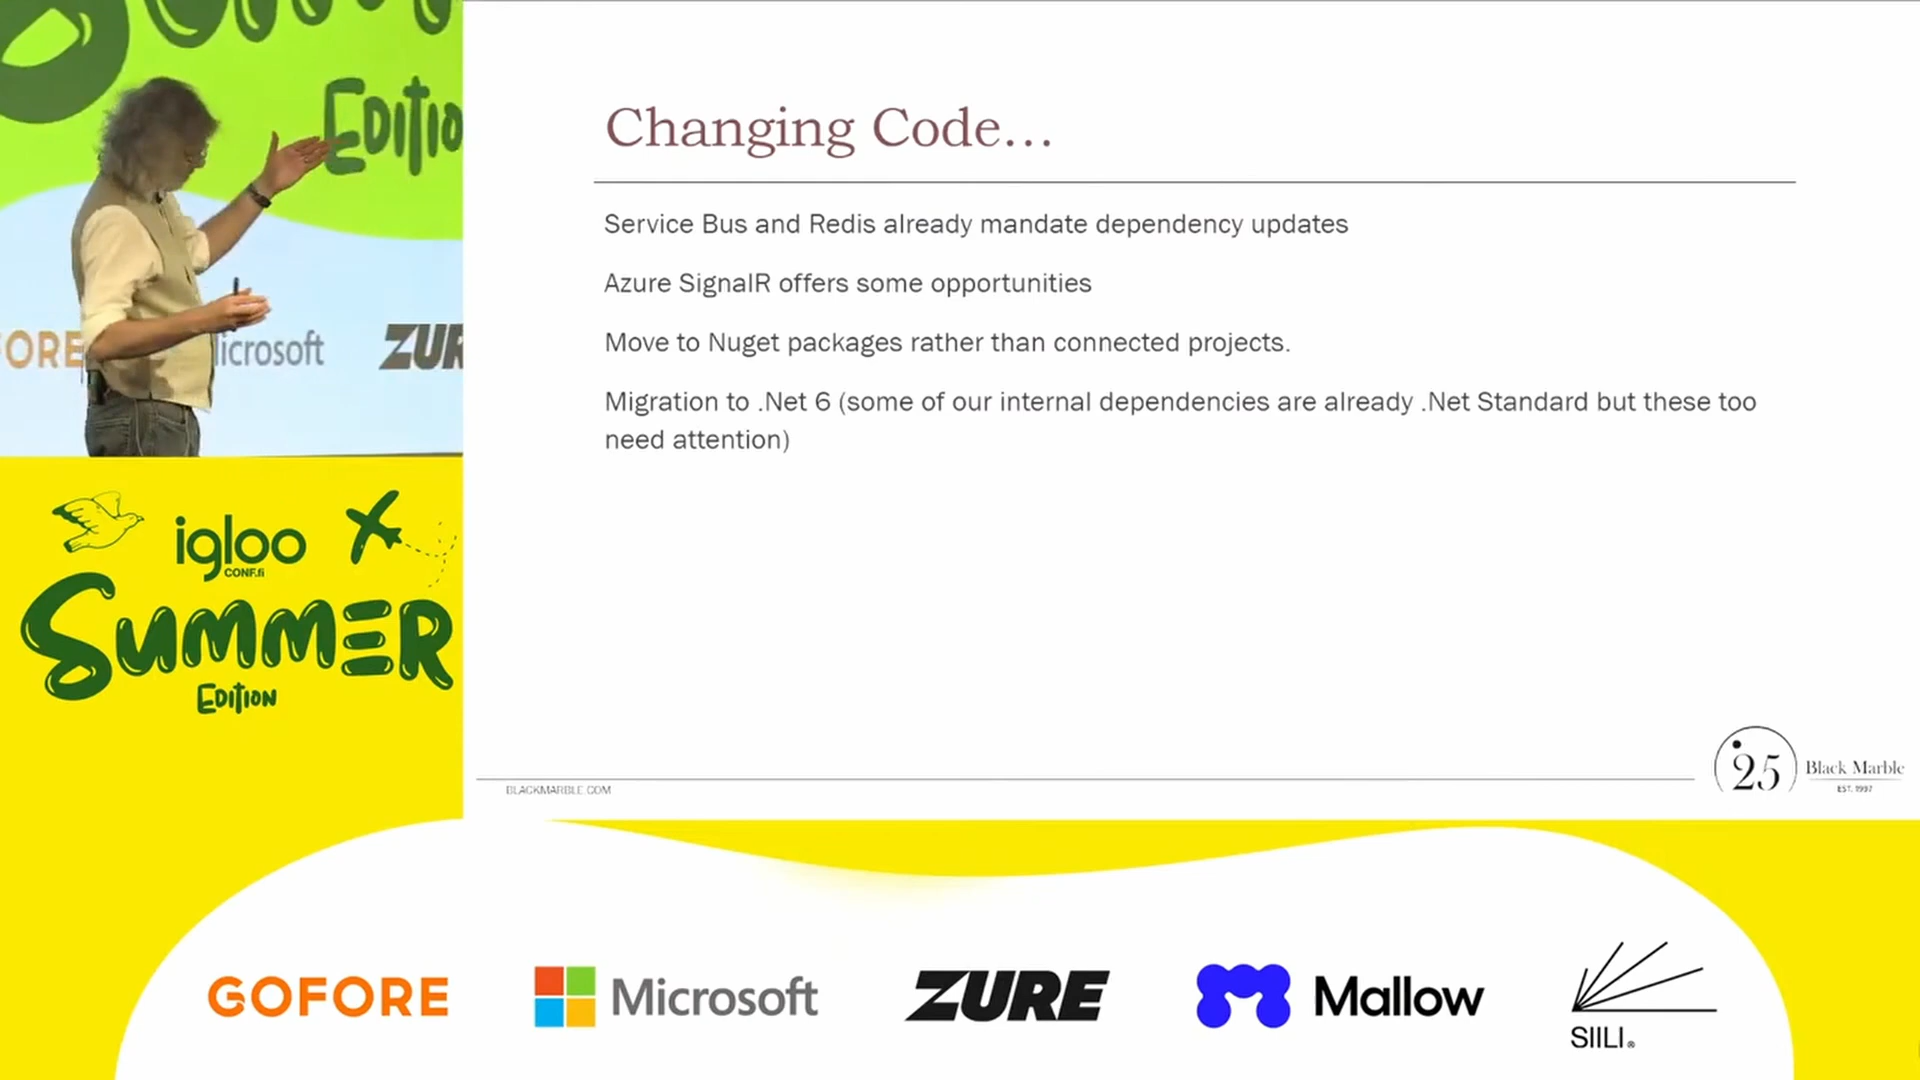 EDITIO
FORE
icrosoft
ZUR
igloo
CONF.fi
SUMMER
EDITION
Changing Code...
Service Bus and Redis already mandate dependency updates
Azure SignalR offers some opportunities
Move to Nuget packages rather than connected projects.
Migration to .Net 6 (some of our internal dependencies are already .Net Standard but these too
need attention)
BLACKMARBLE.COM
25
Black Marble
EST. 1997
GOFORE
Microsoft
ZURE
Mallow
SIILI®